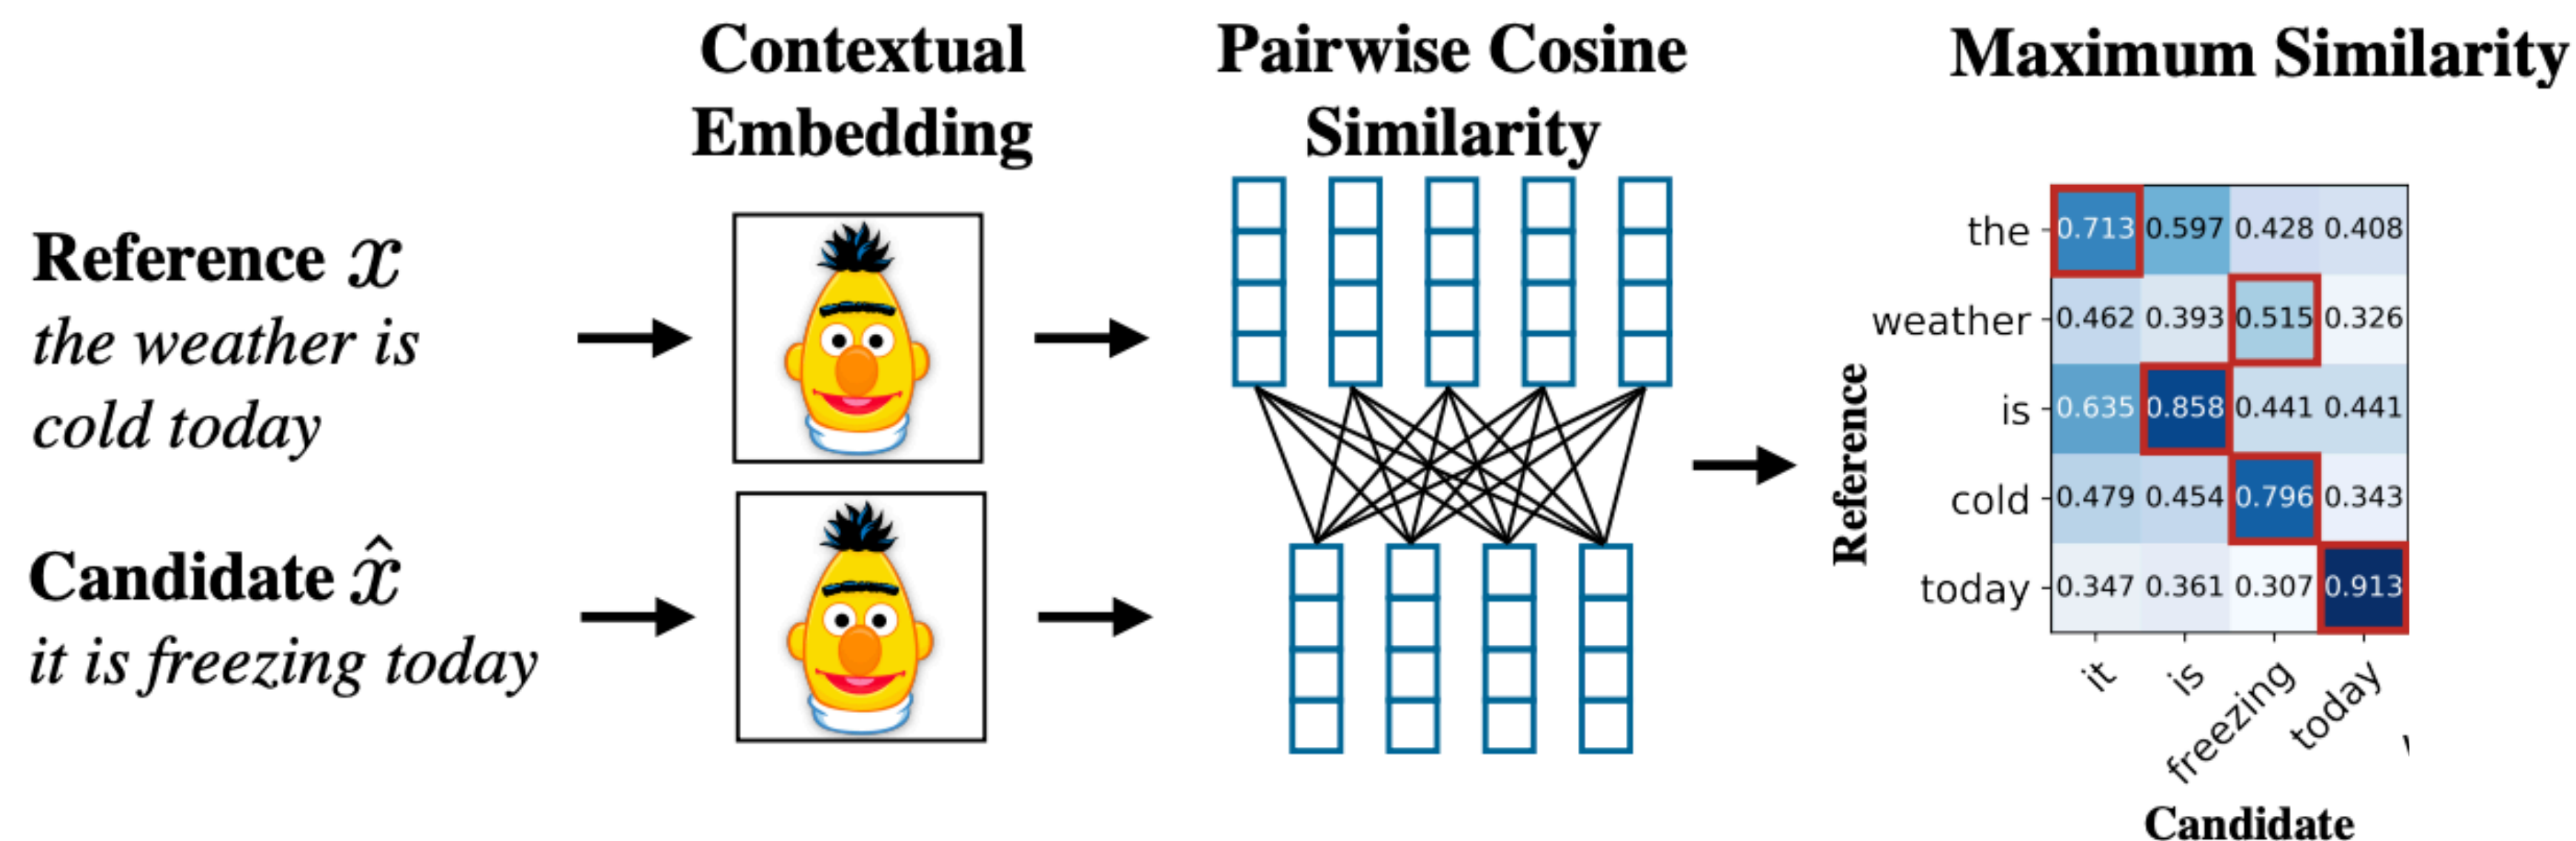 Contextual
Embedding
Pairwise Cosine
Similarity
Maximum Similarity
Reference x
the weather is
cold today
Candidate x̂
it is freezing today
Reference
the 0.713 0.597 0.428 0.408
weather 0.462 0.393 0.515 0.326
is 0.635 0.858 0.441 0.441
cold 0.479 0.454 0.796 0.343
today 0.347 0.361 0.307 0.913
it is freezing today
Candidate